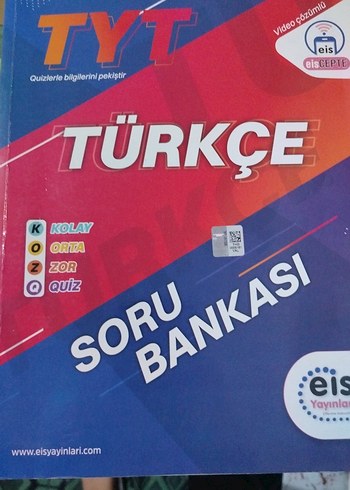 TYT
Quizlerle bilgilerini pekiştir
Video çözümlü
eis
eisCEPTE
TÜRKÇE
K KOLAY
O ORTA
Z ZOR
Q QUIZ
SORU
BANKASI
eis
Yayınları
www.eisyayinlari.com